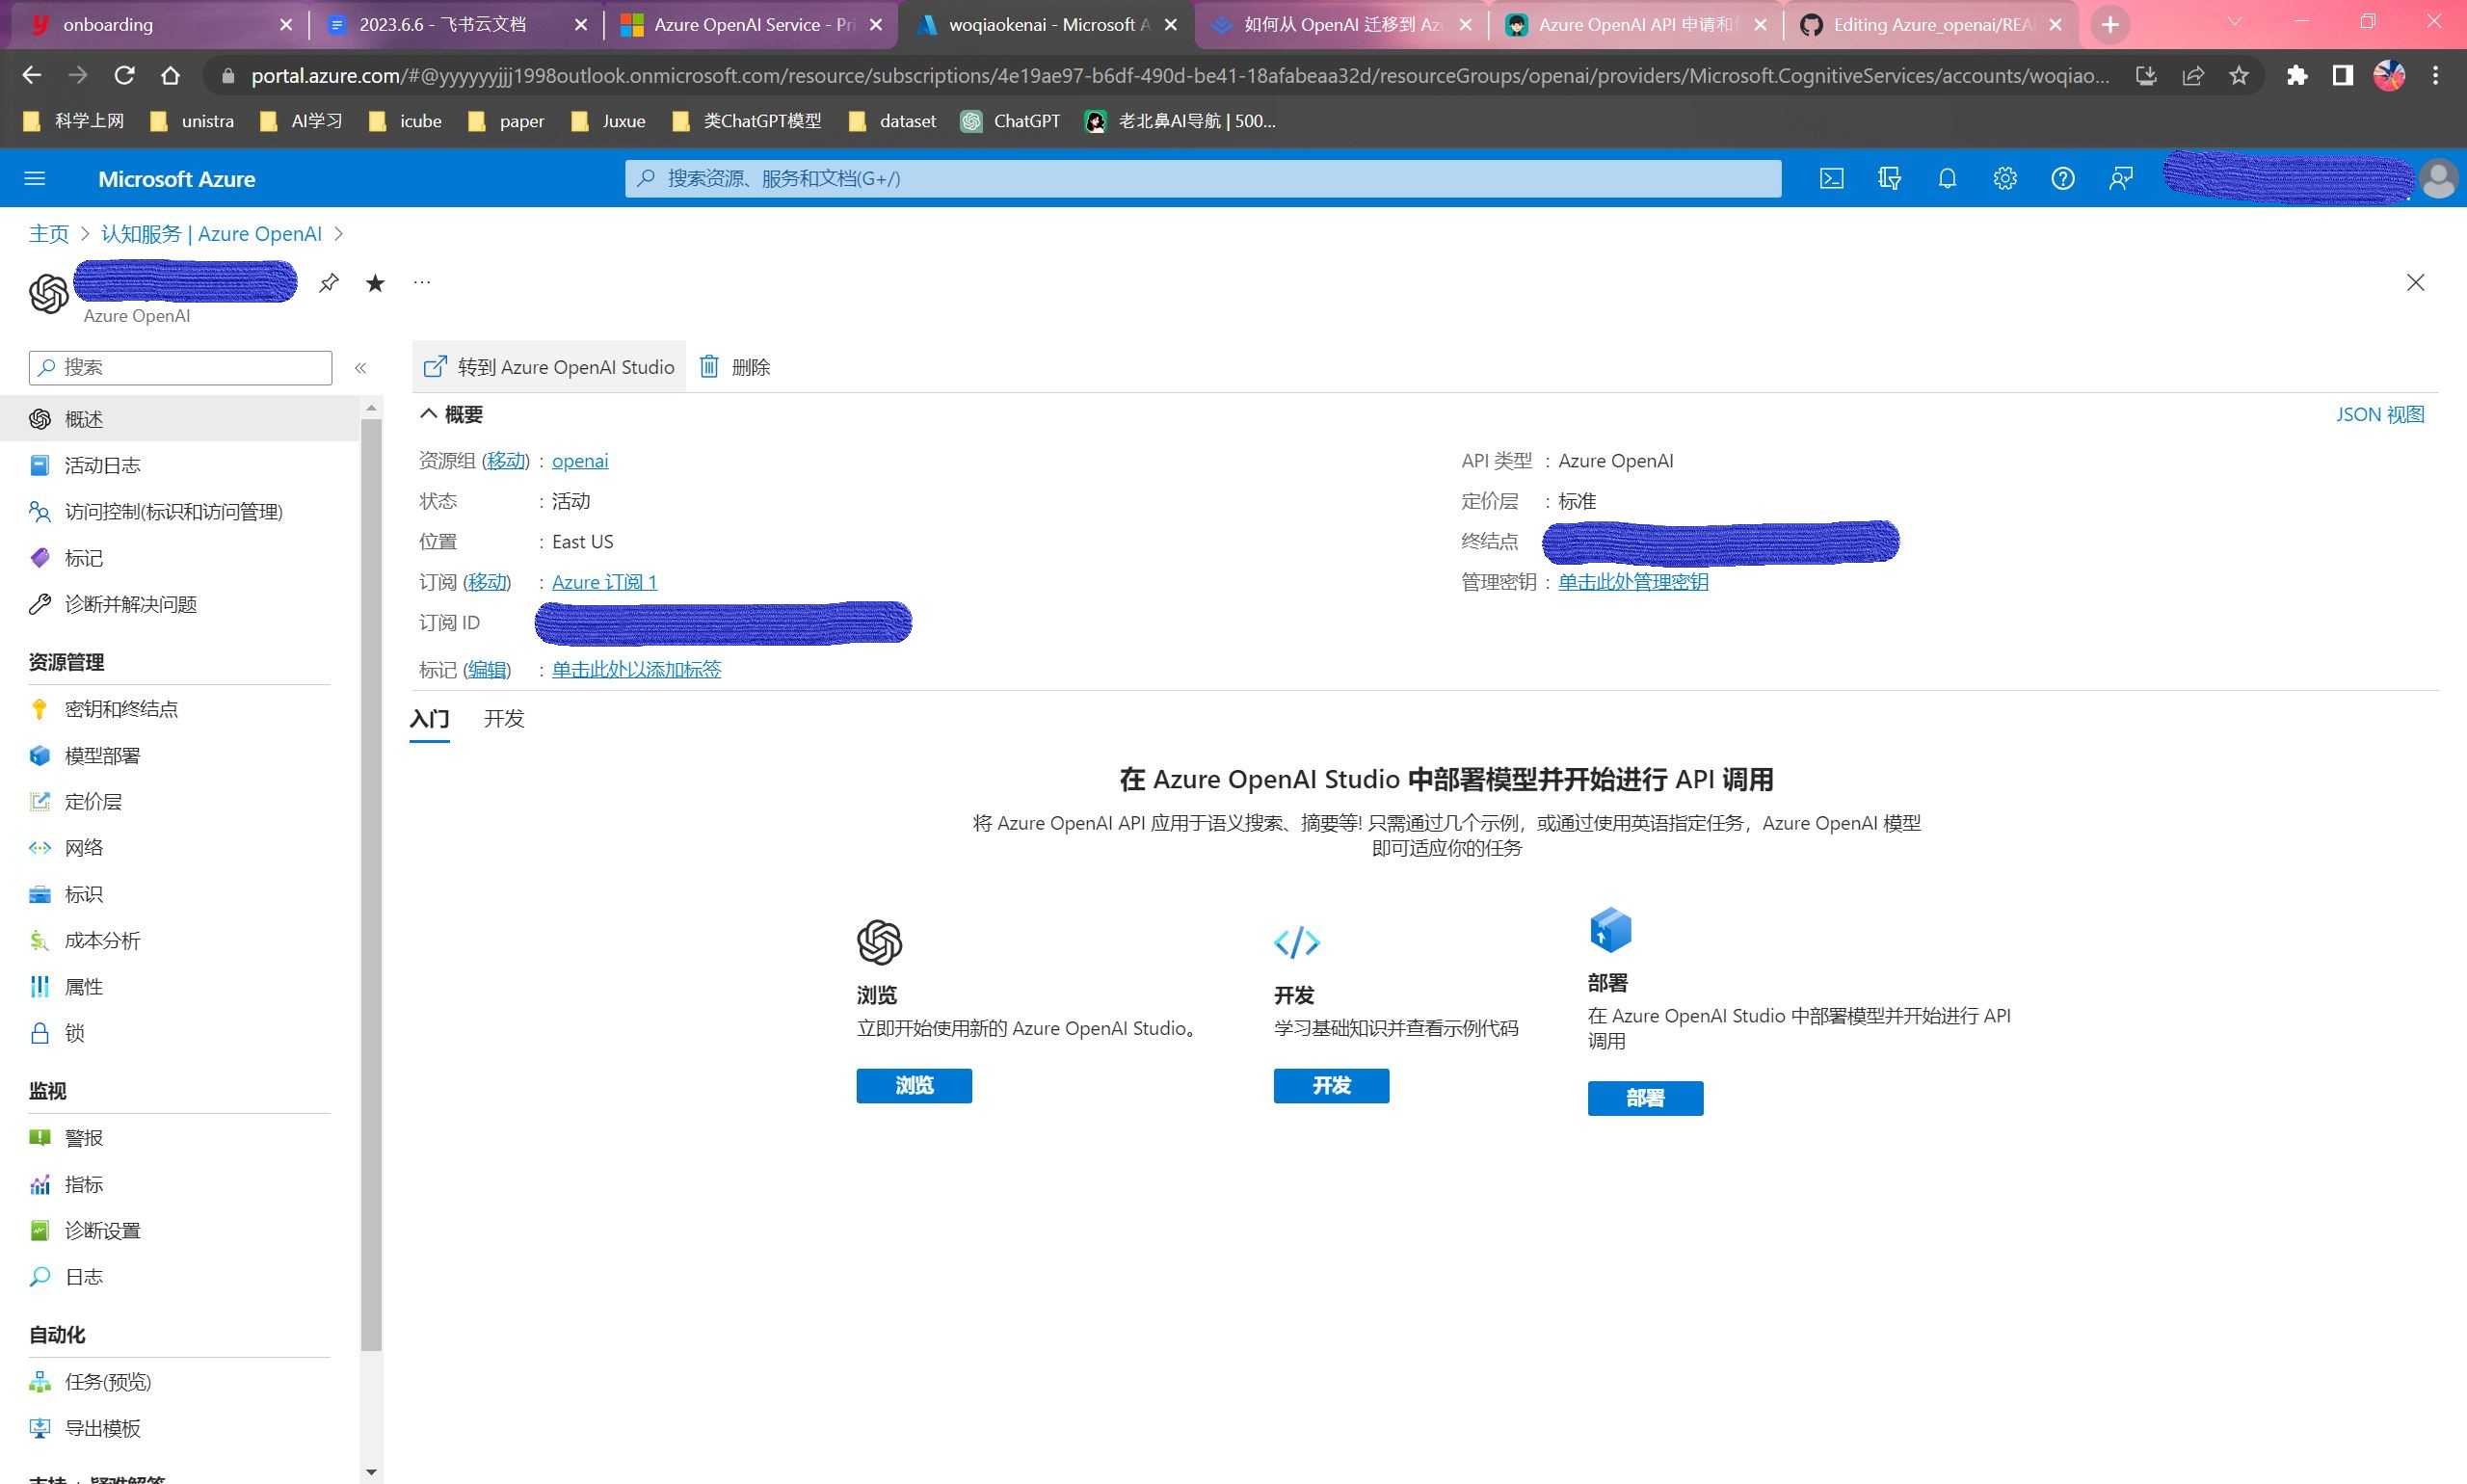 onboarding
2023.6.6 - 飞书云文档
Azure OpenAI Service - Pri
woqiaokenai - Microsoft A
如何从 OpenAI 迁移到 Az
Azure OpenAI API 申请和
Editing Azure_openai/REA
portal.azure.com/#@yyyyyyjjj1998outlook.onmicrosoft.com/resource/subscriptions/4e19ae97-b6df-490d-be41-18afabeaa32d/resourceGroups/openai/providers/Microsoft.CognitiveServices/accounts/woqiao...
科学上网 unistra AI学习 icube paper Juxue 类ChatGPT模型 dataset ChatGPT 老北鼻AI导航 | 500...
Microsoft Azure
搜索资源、服务和文档(G+/)
主页 > 认知服务 | Azure OpenAI >
Azure OpenAI
搜索
«
概述
活动日志
访问控制(标识和访问管理)
标记
诊断并解决问题
资源管理
密钥和终结点
模型部署
定价层
网络
标识
成本分析
属性
锁
监视
警报
指标
诊断设置
日志
自动化
任务(预览)
导出模板
支持 + 疑难解答
转到 Azure OpenAI Studio
删除
概要
JSON 视图
资源组 (移动) : openai
状态 : 活动
位置 : East US
订阅 (移动) : Azure 订阅 1
订阅 ID
标记 (编辑) : 单击此处以添加标签
API 类型 : Azure OpenAI
定价层 : 标准
终结点
管理密钥 : 单击此处管理密钥
入门 开发
在 Azure OpenAI Studio 中部署模型并开始进行 API 调用
将 Azure OpenAI API 应用于语义搜索、摘要等! 只需通过几个示例，或通过使用英语指定任务，Azure OpenAI 模型
即可适应你的任务
浏览
立即开始使用新的 Azure OpenAI Studio。
浏览
开发
学习基础知识并查看示例代码
开发
部署
在 Azure OpenAI Studio 中部署模型并开始进行 API
调用
部署